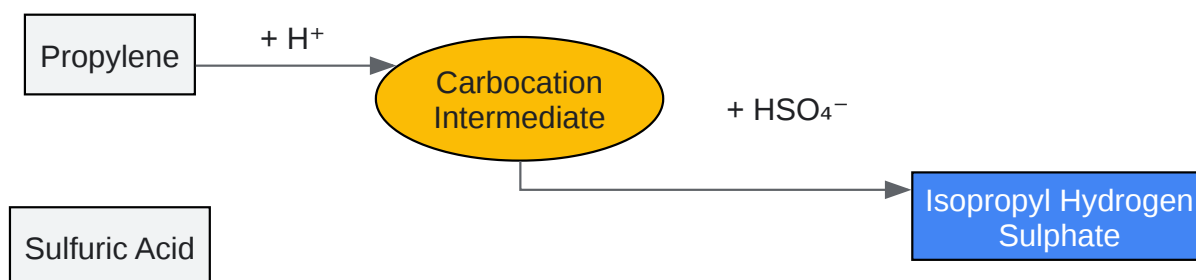 Propylene
+ H⁺
Carbocation
Intermediate
+ HSO₄⁻
Isopropyl Hydrogen
Sulphate
Sulfuric Acid